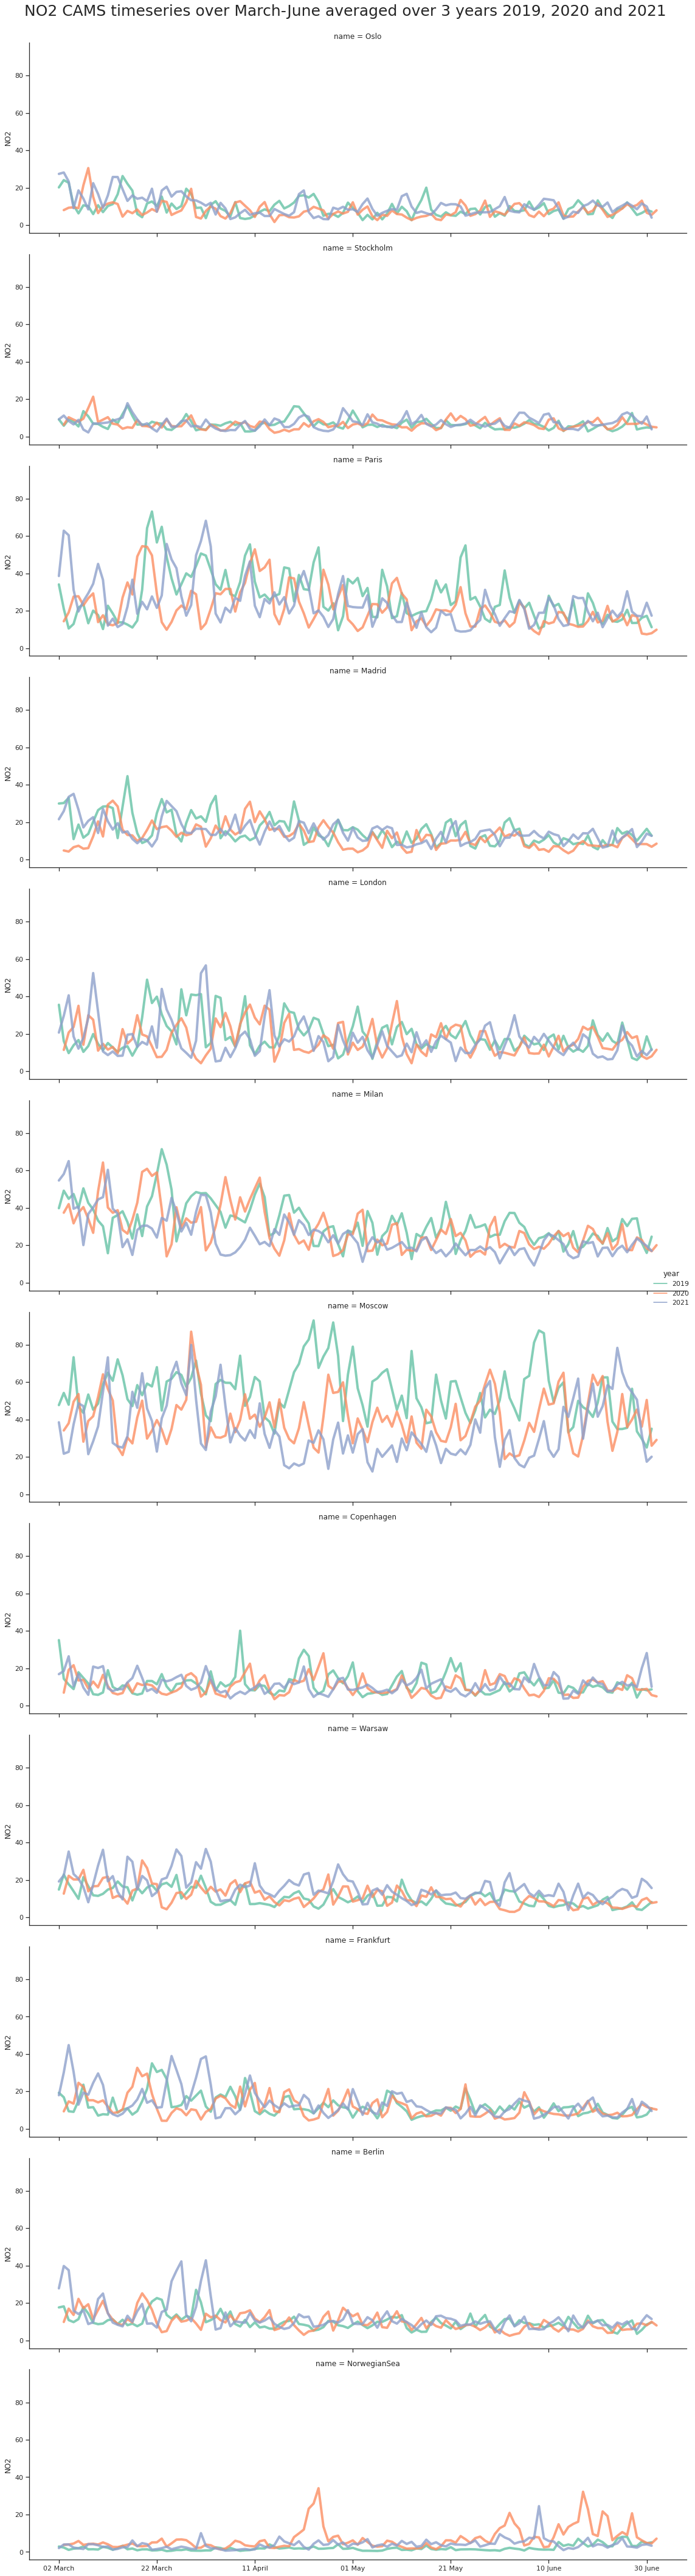 NO2 CAMS timeseries over March-June averaged over 3 years 2019, 2020 and 2021
name = Oslo
80
60
NO2
40
20
0
name = Stockholm
80
60
NO2
40
20
0
name = Paris
80
60
NO2
40
20
0
name = Madrid
80
60
NO2
40
20
0
name = London
80
60
NO2
40
20
0
name = Milan
80
60
NO2
40
20
0
year
2019
2020
2021
name = Moscow
80
60
NO2
40
20
0
name = Copenhagen
80
60
NO2
40
20
0
name = Warsaw
80
60
NO2
40
20
0
name = Frankfurt
80
60
NO2
40
20
0
name = Berlin
80
60
NO2
40
20
0
name = NorwegianSea
80
60
NO2
40
20
0
02 March 22 March 11 April 01 May 21 May 10 June 30 June